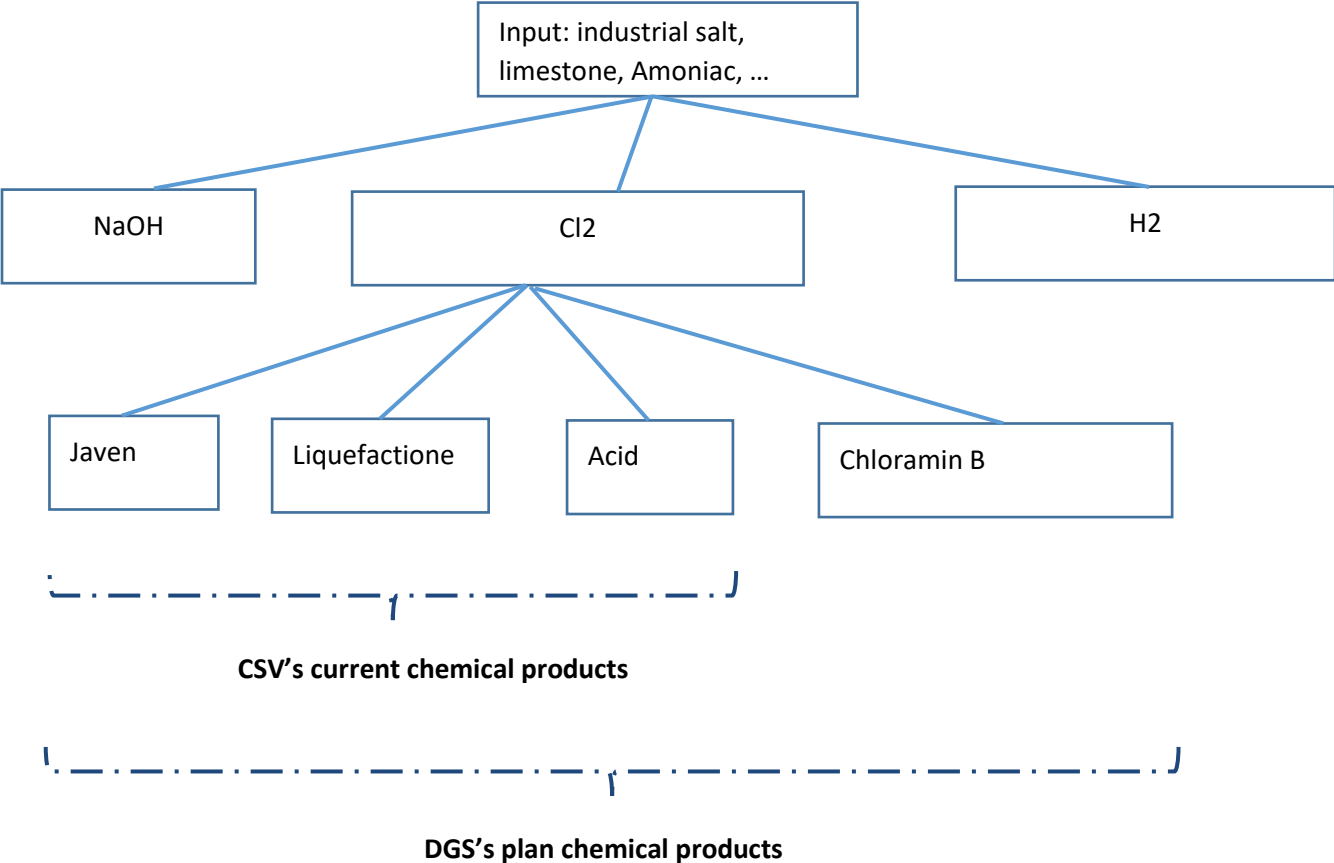 Input: industrial salt,
limestone, Amoniac, …
NaOH
Cl2
H2
Javen
Liquefactione
Acid
Chloramin B
CSV’s current chemical products
DGS’s plan chemical products